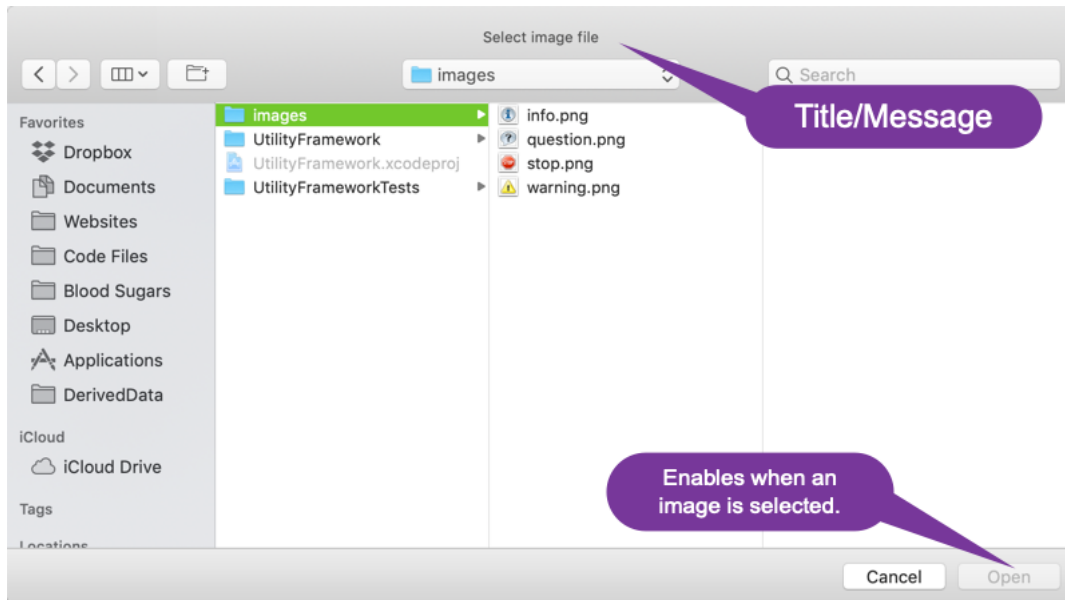 Select image file
images
Search
Title/Message
Favorites
Dropbox
Documents
Websites
Code Files
Blood Sugars
Desktop
Applications
DerivedData
iCloud
iCloud Drive
Tags
Locations
images
UtilityFramework
UtilityFramework.xcodeproj
UtilityFrameworkTests
info.png
question.png
stop.png
warning.png
Enables when an
image is selected.
Cancel
Open